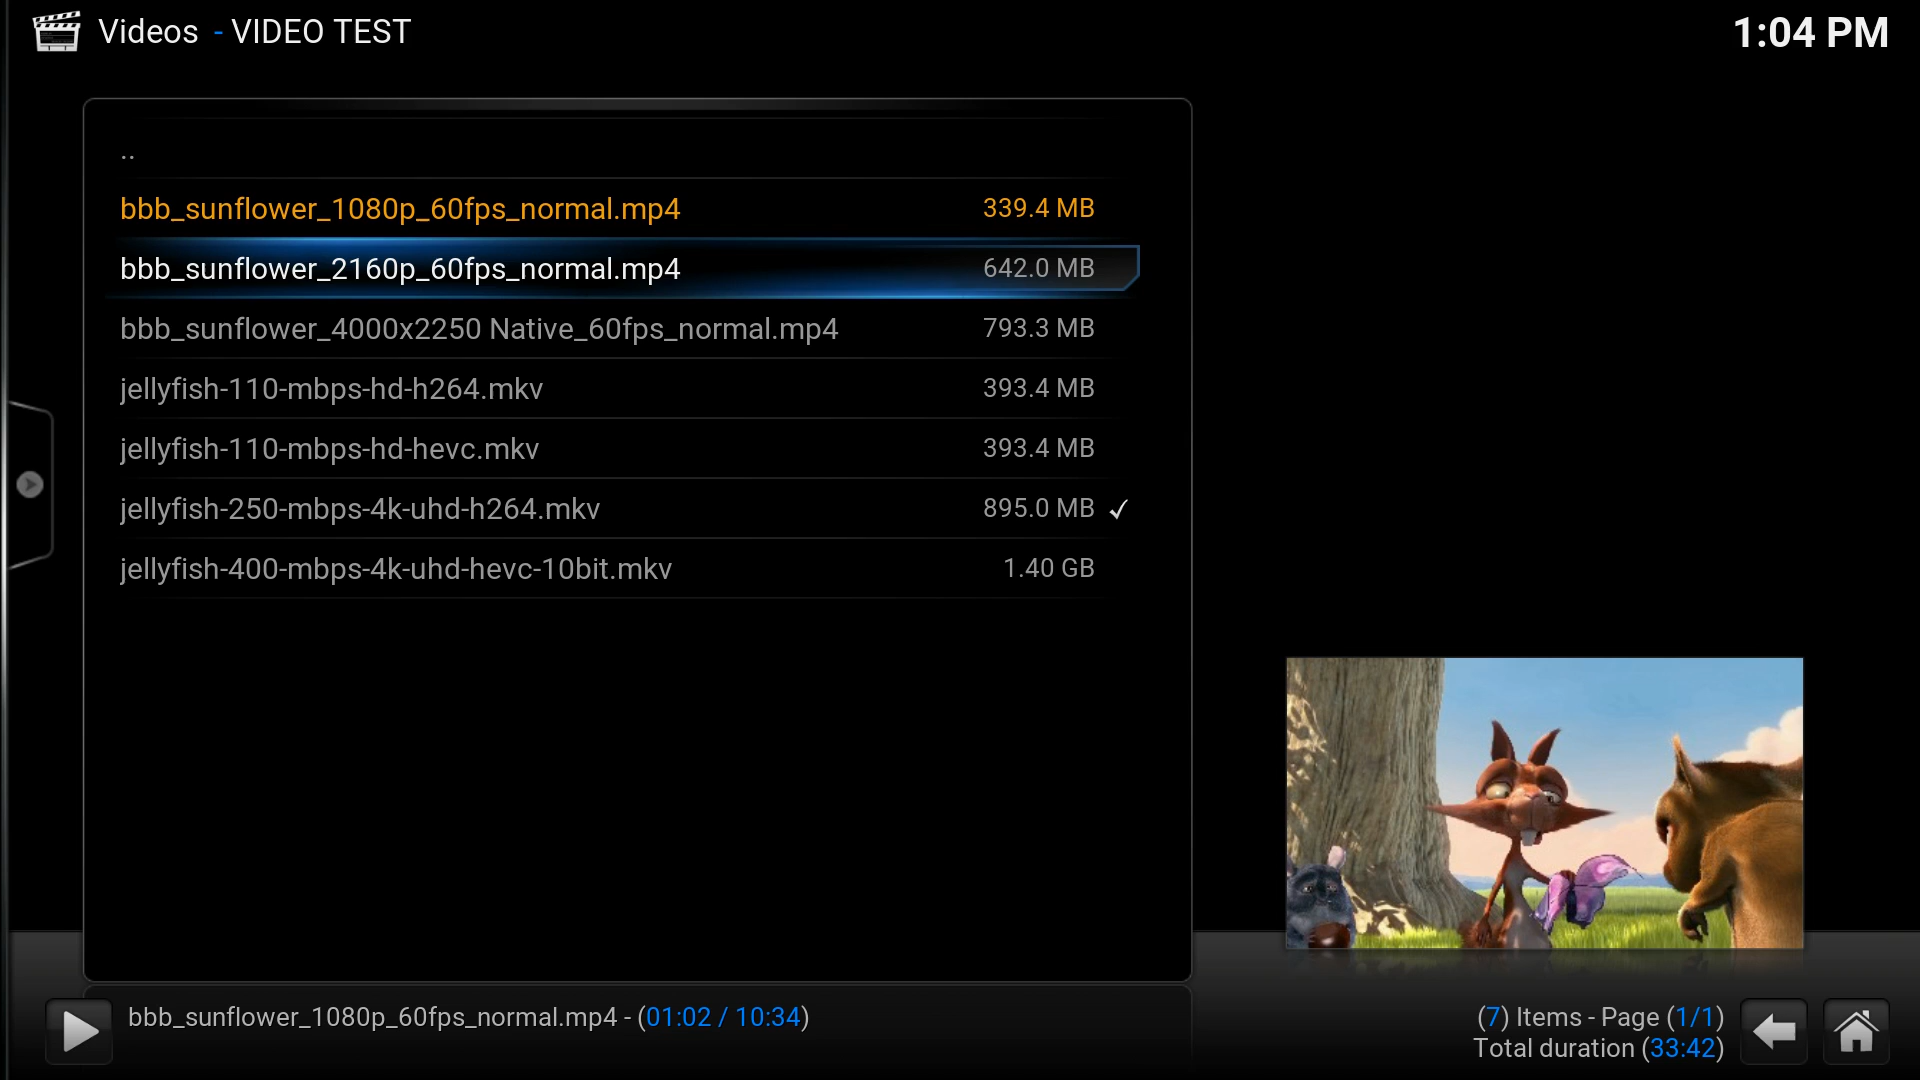 Videos - VIDEO TEST
1:04 PM
..
bbb_sunflower_1080p_60fps_normal.mp4 339.4 MB
bbb_sunflower_2160p_60fps_normal.mp4 642.0 MB
bbb_sunflower_4000x2250 Native_60fps_normal.mp4 793.3 MB
jellyfish-110-mbps-hd-h264.mkv 393.4 MB
jellyfish-110-mbps-hd-hevc.mkv 393.4 MB
jellyfish-250-mbps-4k-uhd-h264.mkv 895.0 MB ✓
jellyfish-400-mbps-4k-uhd-hevc-10bit.mkv 1.40 GB
bbb_sunflower_1080p_60fps_normal.mp4 - (01:02 / 10:34)
(7) Items - Page (1/1)
Total duration (33:42)